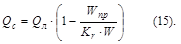 Q_c = Q_л · (1 − W_пр / (K_r · W)) (15).